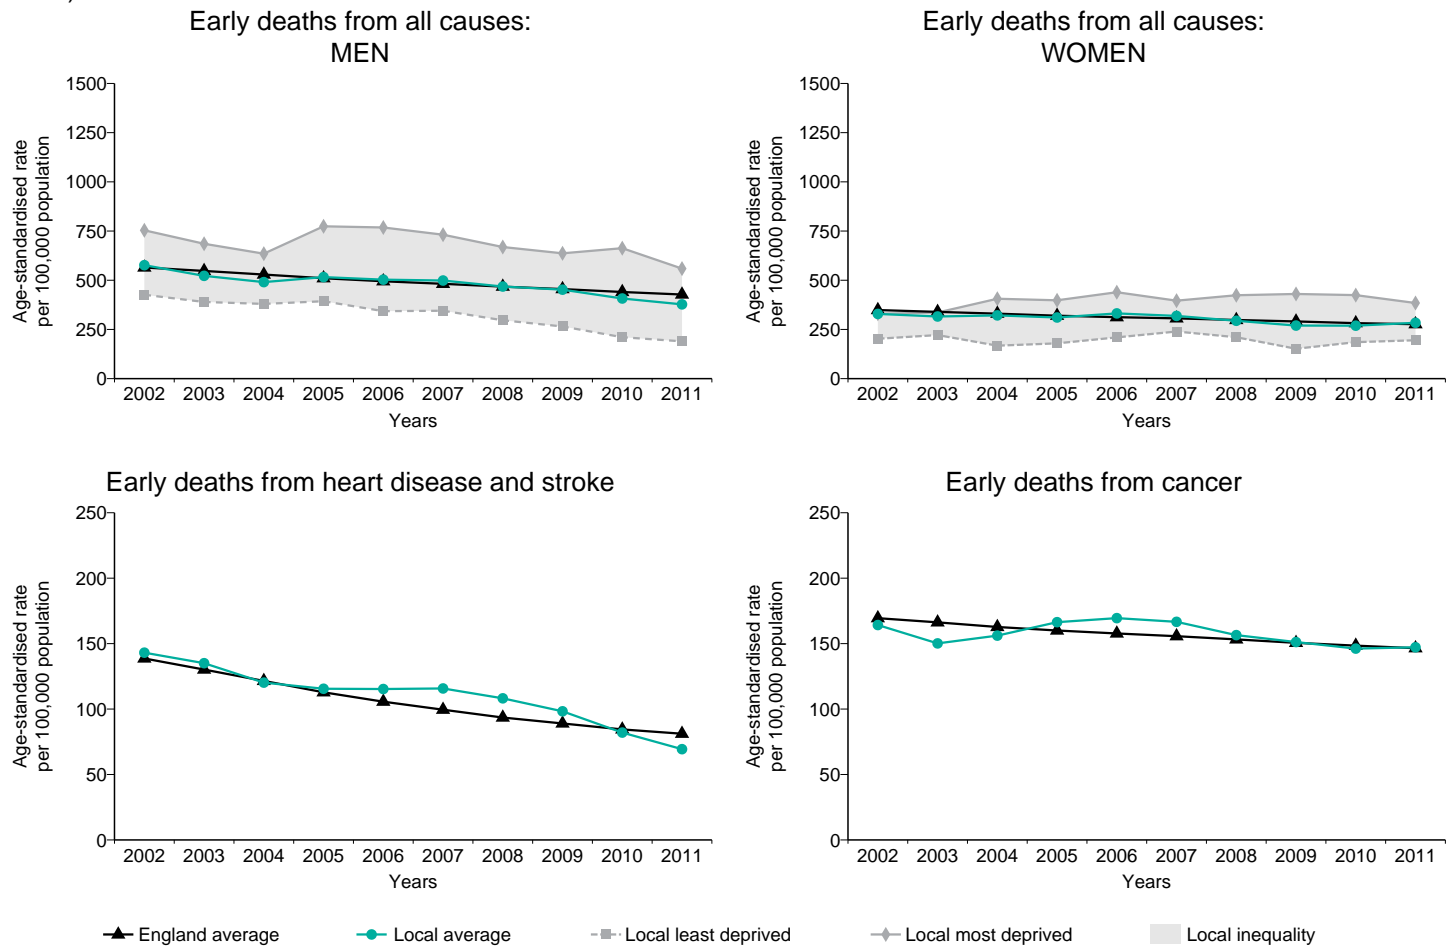 Early deaths from all causes:
MEN
1500
1250
1000
750
500
250
0
Age-standardised rate
per 100,000 population
2002 2003 2004 2005 2006 2007 2008 2009 2010 2011
Years
Early deaths from all causes:
WOMEN
1500
1250
1000
750
500
250
0
Age-standardised rate
per 100,000 population
2002 2003 2004 2005 2006 2007 2008 2009 2010 2011
Years
Early deaths from heart disease and stroke
250
200
150
100
50
0
Age-standardised rate
per 100,000 population
2002 2003 2004 2005 2006 2007 2008 2009 2010 2011
Years
Early deaths from cancer
250
200
150
100
50
0
Age-standardised rate
per 100,000 population
2002 2003 2004 2005 2006 2007 2008 2009 2010 2011
Years
England average Local average Local least deprived Local most deprived Local inequality